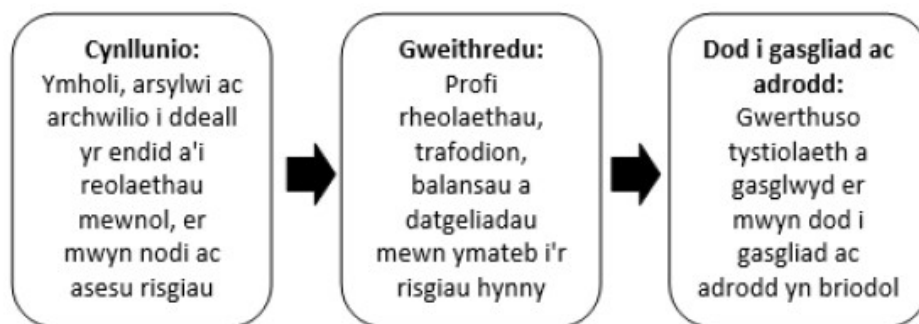 Cynllunio:
Ymholi, arsylwi ac
archwilio i ddeall
yr endid a'i
reolaethau
mewnol, er
mwyn nodi ac
asesu risgiau
Gweithredu:
Profi
rheolaethau,
trafodion,
balansau a
datgeliadau
mewn ymateb i'r
risgiau hynny
Dod i gasgliad ac
adrodd:
Gwerthuso
tystiolaeth a
gasglwyd er
mwyn dod i
gasgliad ac
adrodd yn briodol